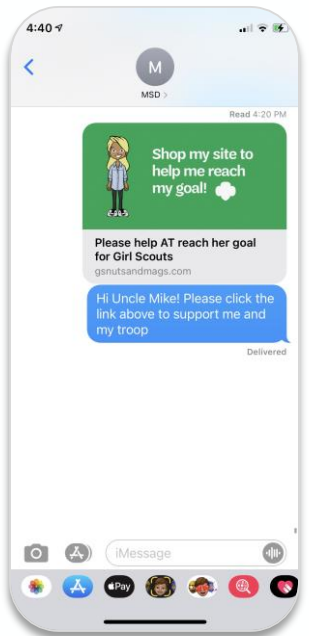 4:40
M
MSD >
Read 4:20 PM
Shop my site to
help me reach
my goal!
Please help AT reach her goal
for Girl Scouts
gsnutsandmags.com
Hi Uncle Mike! Please click the
link above to support me and
my troop
Delivered
iMessage
Pay